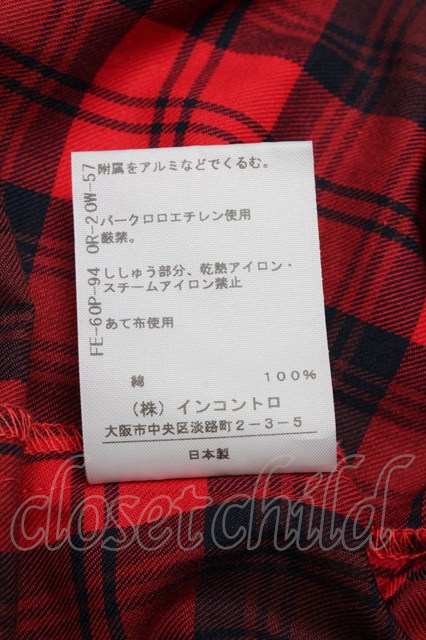 FE-60P-94 OR-20W-57
附属をアルミなどでくるむ。
パークロロエチレン使用
厳禁。
ししゅう部分、乾熱アイロン・
スチームアイロン禁止
あて布使用
綿 100%
(株) インコントロ
大阪市中央区淡路町2-3-5
日本製
closet child